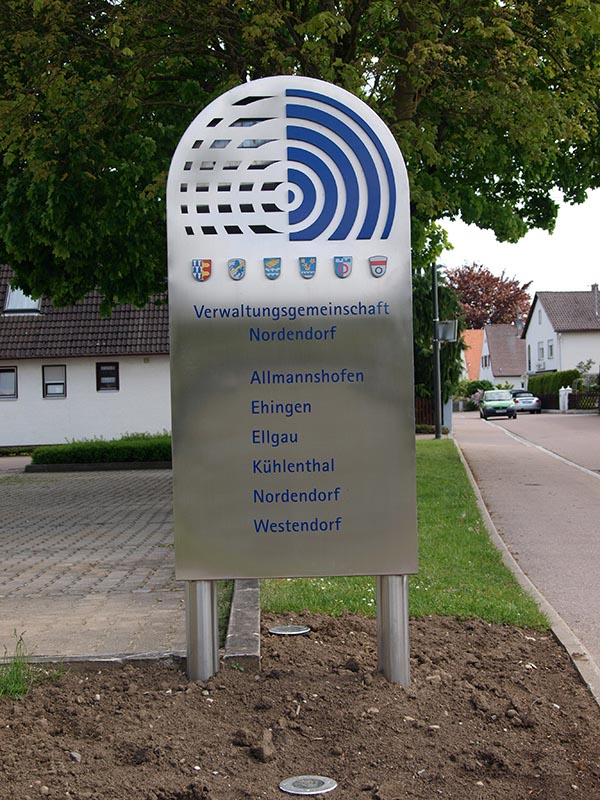 Verwaltungsgemeinschaft
Nordendorf
Allmannshofen
Ehingen
Ellgau
Kühlenthal
Nordendorf
Westendorf